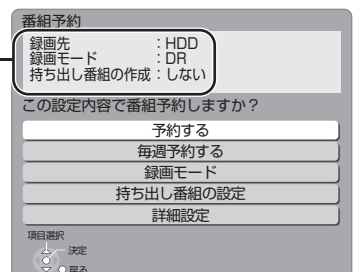 番組予約
録画先 : HDD
録画モード : DR
持ち出し番組の作成 : しない
この設定内容で番組予約しますか？
予約する
毎週予約する
録画モード
持ち出し番組の設定
詳細設定
項目選択
決定
戻る